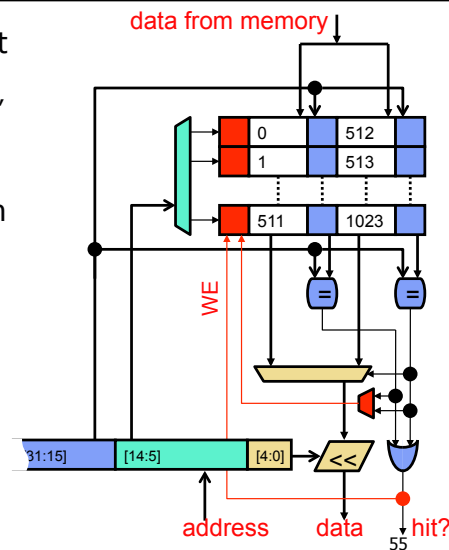 data from memory
t
,
0 512
1 513
n
511 1023
WE
= =
31:15] [14:5] [4:0] <<
address data hit?
55